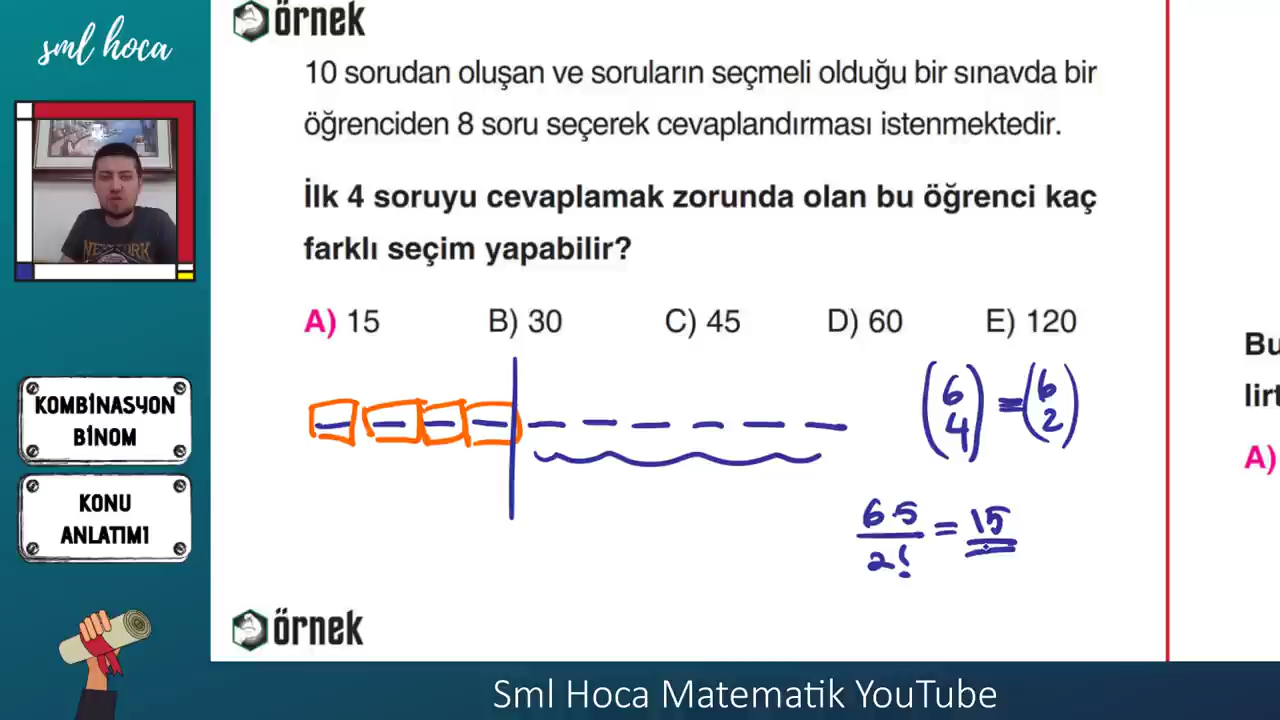 sml hoca
örnek
10 sorudan oluşan ve soruların seçmeli olduğu bir sınavda bir
öğrenciden 8 soru seçerek cevaplandırması istenmektedir.
İlk 4 soruyu cevaplamak zorunda olan bu öğrenci kaç
farklı seçim yapabilir?
A) 15 B) 30 C) 45 D) 60 E) 120
(6 4) = (6 2)
6.5 / 2! = 15
örnek
Bu
lirt
A)
NEW YORK
KOMBİNASYON
BİNOM
KONU
ANLATIMI
Sml Hoca Matematik YouTube